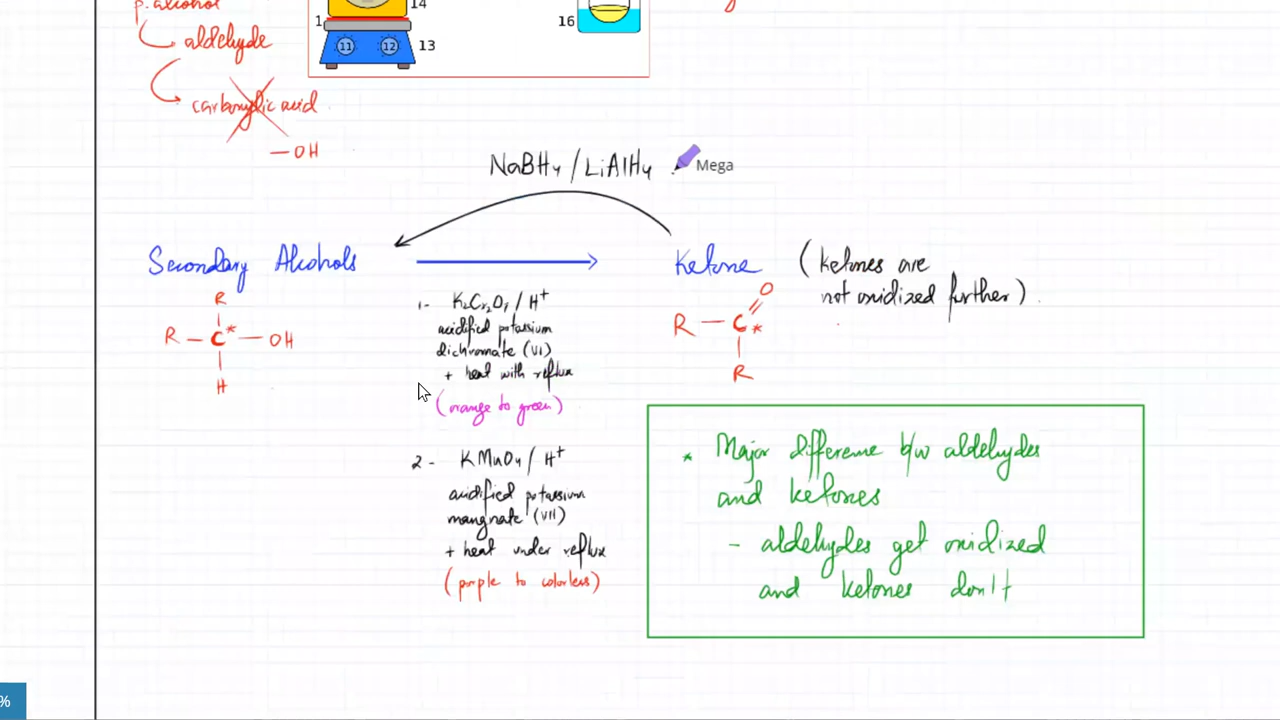 p. alcohol
aldehyde
carboxylic acid
—OH
14
1
11
12
13
16
NaBH₄ / LiAlH₄
Mega
Secondary Alcohols
Ketone
(ketones are
not oxidized further).
R
R — C* — OH
H
1- K₂Cr₂O₇ / H⁺
acidified potassium
dichromate (VI)
+ heat with reflux
(orange to green)
2- KMnO₄ / H⁺
acidified potassium
mangnate (VII)
+ heat under reflux
(purple to colorless)
O
R — C *
R
* Major difference b/w aldehydes
and ketones
- aldehydes get oxidized
and ketones don't
%